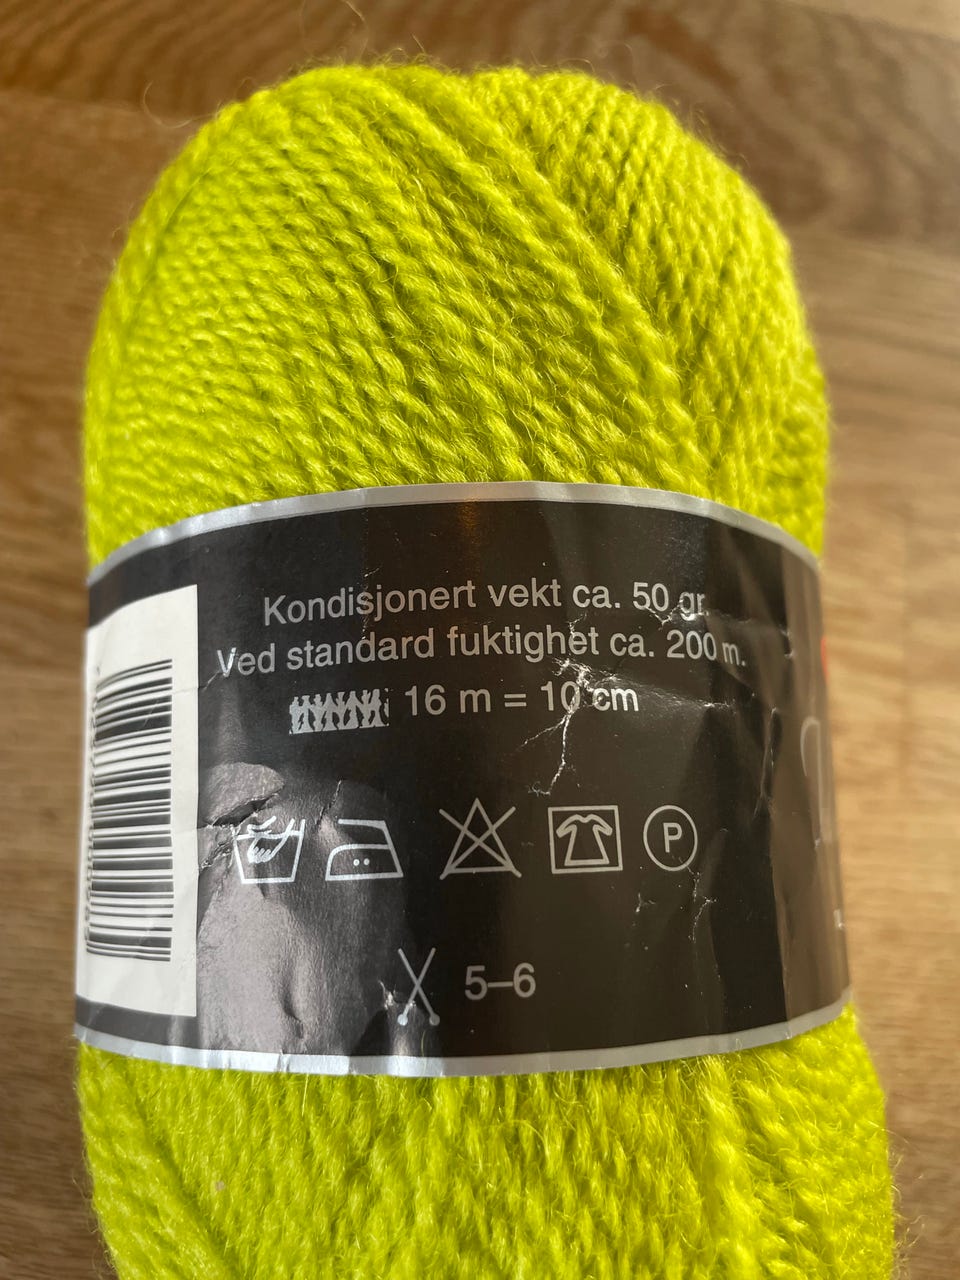 Kondisjonert vekt ca. 50 gr.
Ved standard fuktighet ca. 200 m.
16 m = 10 cm
P
5–6